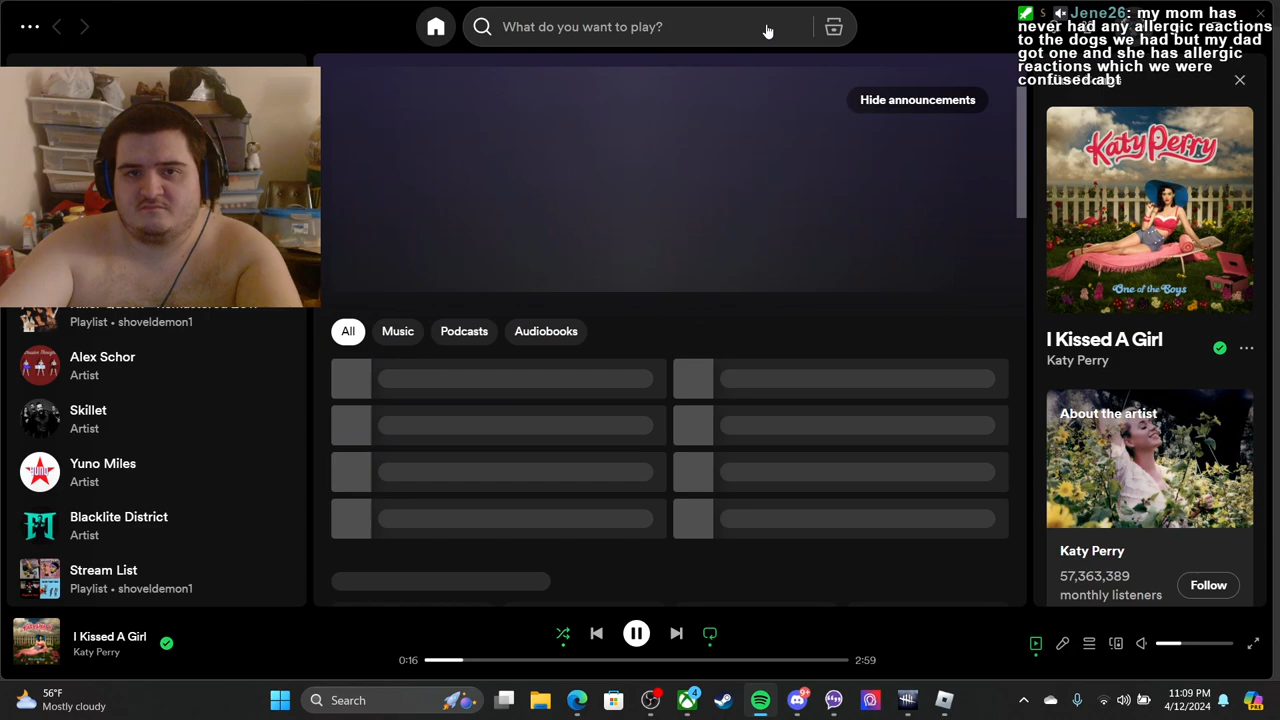 What do you want to play?
S Jene26: my mom has
never had any allergic reactions
to the dogs we had but my dad
got one and she has allergic
reactions which we were
confused abt
Hide announcements
Playlist • shoveldemon1
Alex Schor
Artist
Skillet
Artist
Yuno Miles
Artist
Blacklite District
Artist
Stream List
Playlist • shoveldemon1
All
Music
Podcasts
Audiobooks
Katy Perry
One of the Boys
I Kissed A Girl
Katy Perry
About the artist
Katy Perry
57,363,389
monthly listeners
Follow
I Kissed A Girl
Katy Perry
0:16
2:59
56°F
Mostly cloudy
Search
4
9+
11:09 PM
4/12/2024
PRE